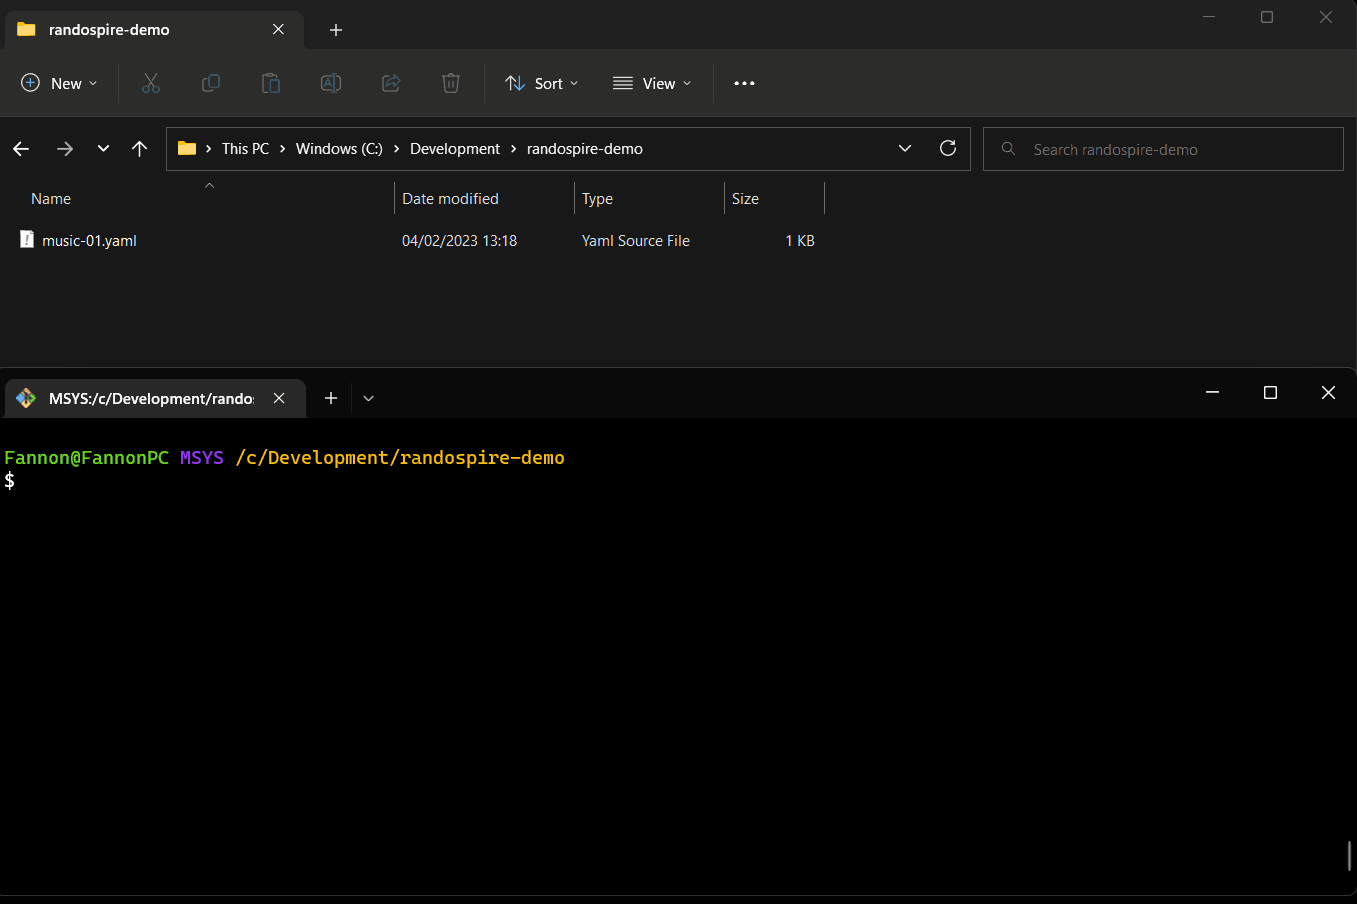 randospire-demo
New Sort View
This PC Windows (C:) Development randospire-demo Search randospire-demo
Name Date modified Type Size
music-01.yaml 04/02/2023 13:18 Yaml Source File 1 KB
MSYS:/c/Development/rando
Fannon@FannonPC MSYS /c/Development/randospire-demo
$